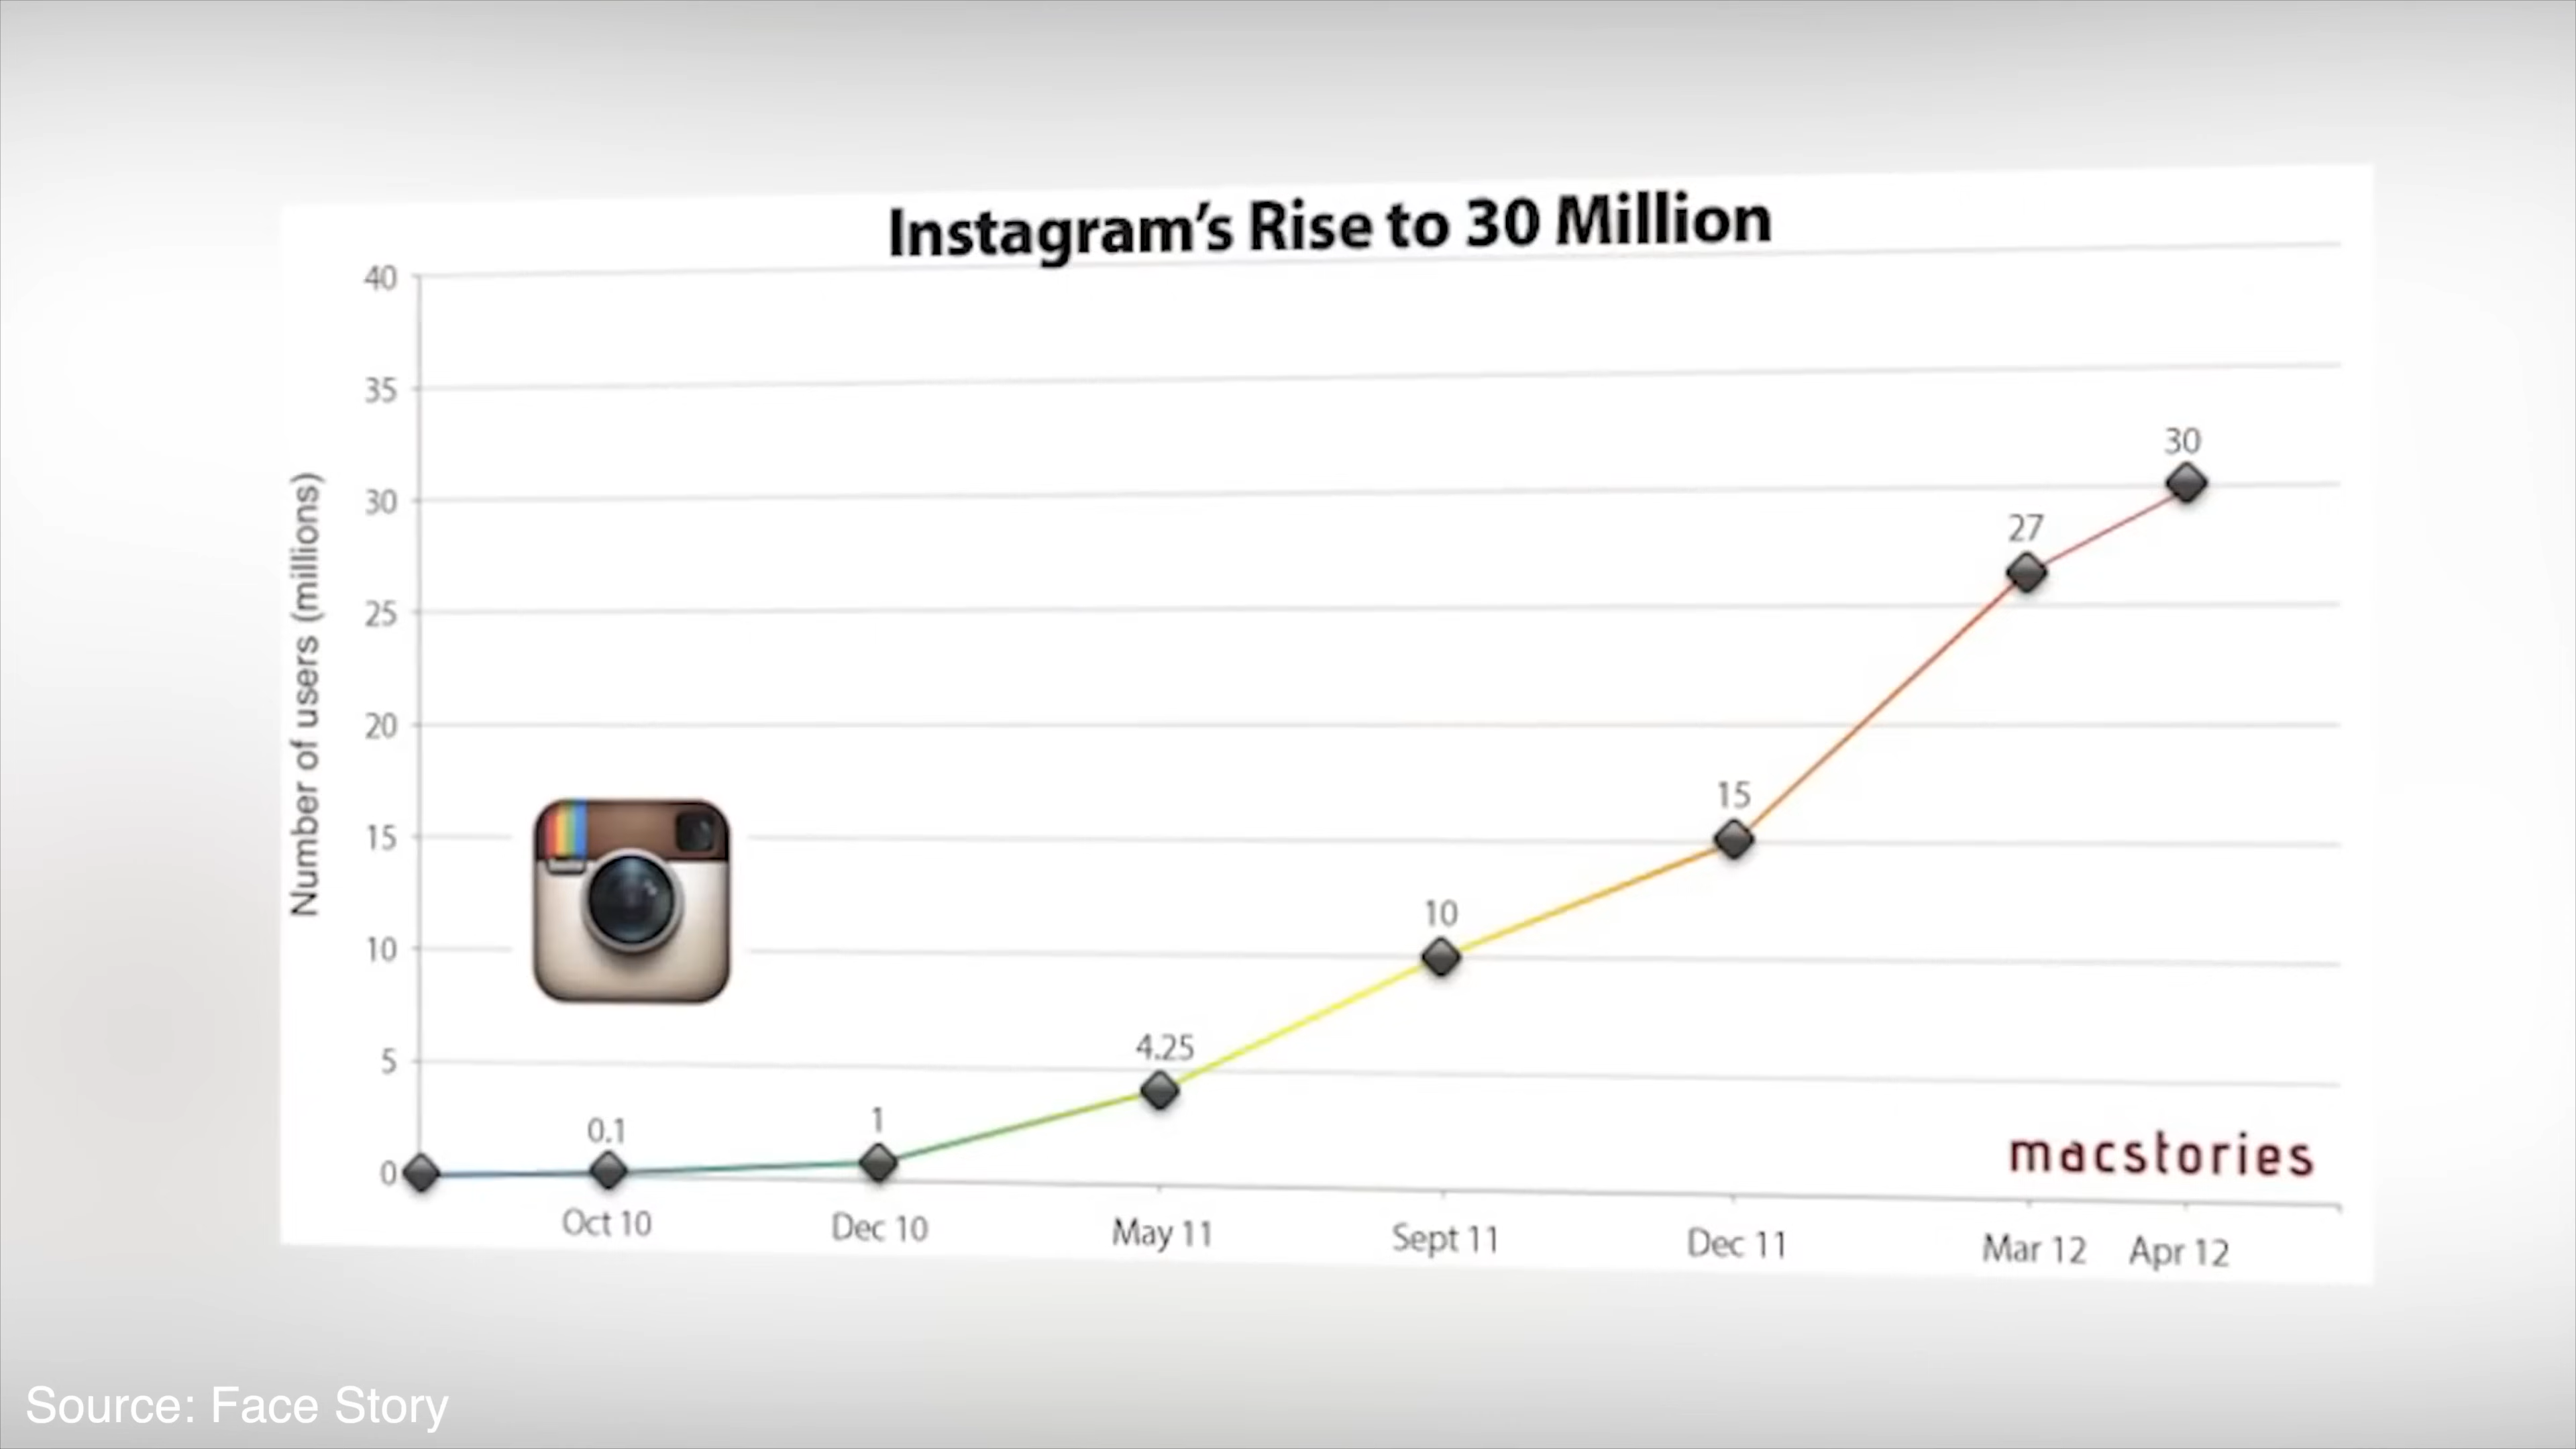 Instagram's Rise to 30 Million
Number of users (millions)
40
35
30
25
20
15
10
5
0
0.1
1
4.25
10
15
27
30
Oct 10
Dec 10
May 11
Sept 11
Dec 11
Mar 12
Apr 12
macstories
Source: Face Story